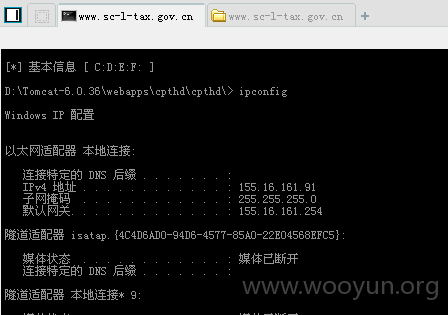 www.sc-l-tax.gov.cn www.sc-l-tax.gov.cn
[*] 基本信息 [ C:D:E:F: ]
D:\Tomcat-6.0.36\webapps\cpthd\cpthd\> ipconfig
Windows IP 配置
以太网适配器 本地连接:
连接特定的 DNS 后缀 . . . . . . . :
IPv4 地址 . . . . . . . . . . . . : 155.16.161.91
子网掩码 . . . . . . . . . . . . : 255.255.255.0
默认网关. . . . . . . . . . . . . : 155.16.161.254
隧道适配器 isatap.{4C4D6AD0-94D6-4577-85A0-22E04568EFC5}:
媒体状态 . . . . . . . . . . . . : 媒体已断开
连接特定的 DNS 后缀 . . . . . . . :
www.wooyun.org
隧道适配器 本地连接* 9: